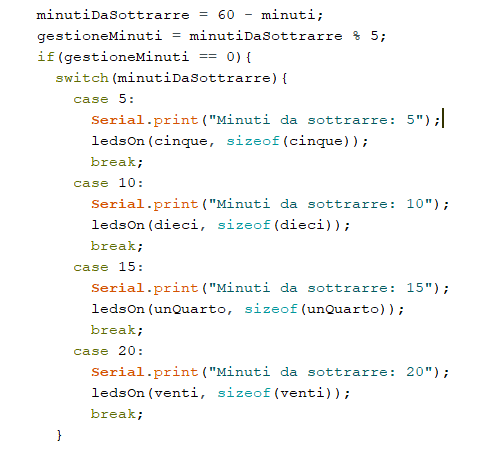 minutiDaSottrarre = 60 - minuti;
gestioneMinuti = minutiDaSottrarre % 5;
if(gestioneMinuti == 0){
switch(minutiDaSottrarre){
case 5:
Serial.print("Minuti da sottrarre: 5");
ledsOn(cinque, sizeof(cinque));
break;
case 10:
Serial.print("Minuti da sottrarre: 10");
ledsOn(dieci, sizeof(dieci));
break;
case 15:
Serial.print("Minuti da sottrarre: 15");
ledsOn(unQuarto, sizeof(unQuarto));
break;
case 20:
Serial.print("Minuti da sottrarre: 20");
ledsOn(venti, sizeof(venti));
break;
}